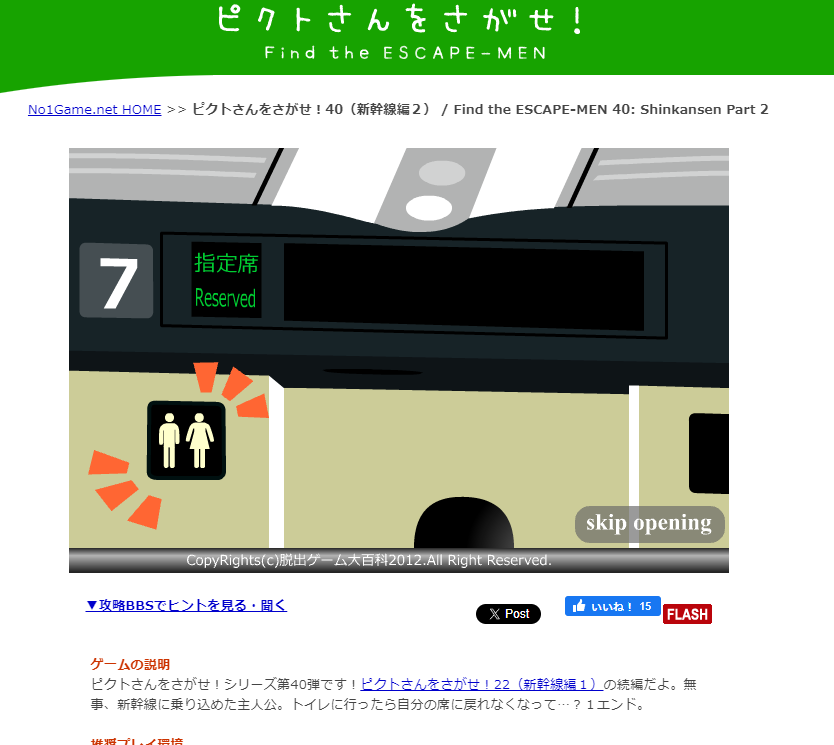 ピクトさんをさがせ！
Find the ESCAPE-MEN
No1Game.net HOME >> ピクトさんをさがせ！40（新幹線編２） / Find the ESCAPE-MEN 40: Shinkansen Part 2
7
指定席
Reserved
skip opening
CopyRights(c)脱出ゲーム大百科2012.All Right Reserved.
▼攻略BBSでヒントを見る・聞く
X Post
いいね！ 15
FLASH
ゲームの説明
ピクトさんをさがせ！シリーズ第40弾です！ピクトさんをさがせ！22（新幹線編１）の続編だよ。無
事、新幹線に乗り込めた主人公。トイレに行ったら自分の席に戻れなくなって…？１エンド。
推奨プレイ環境